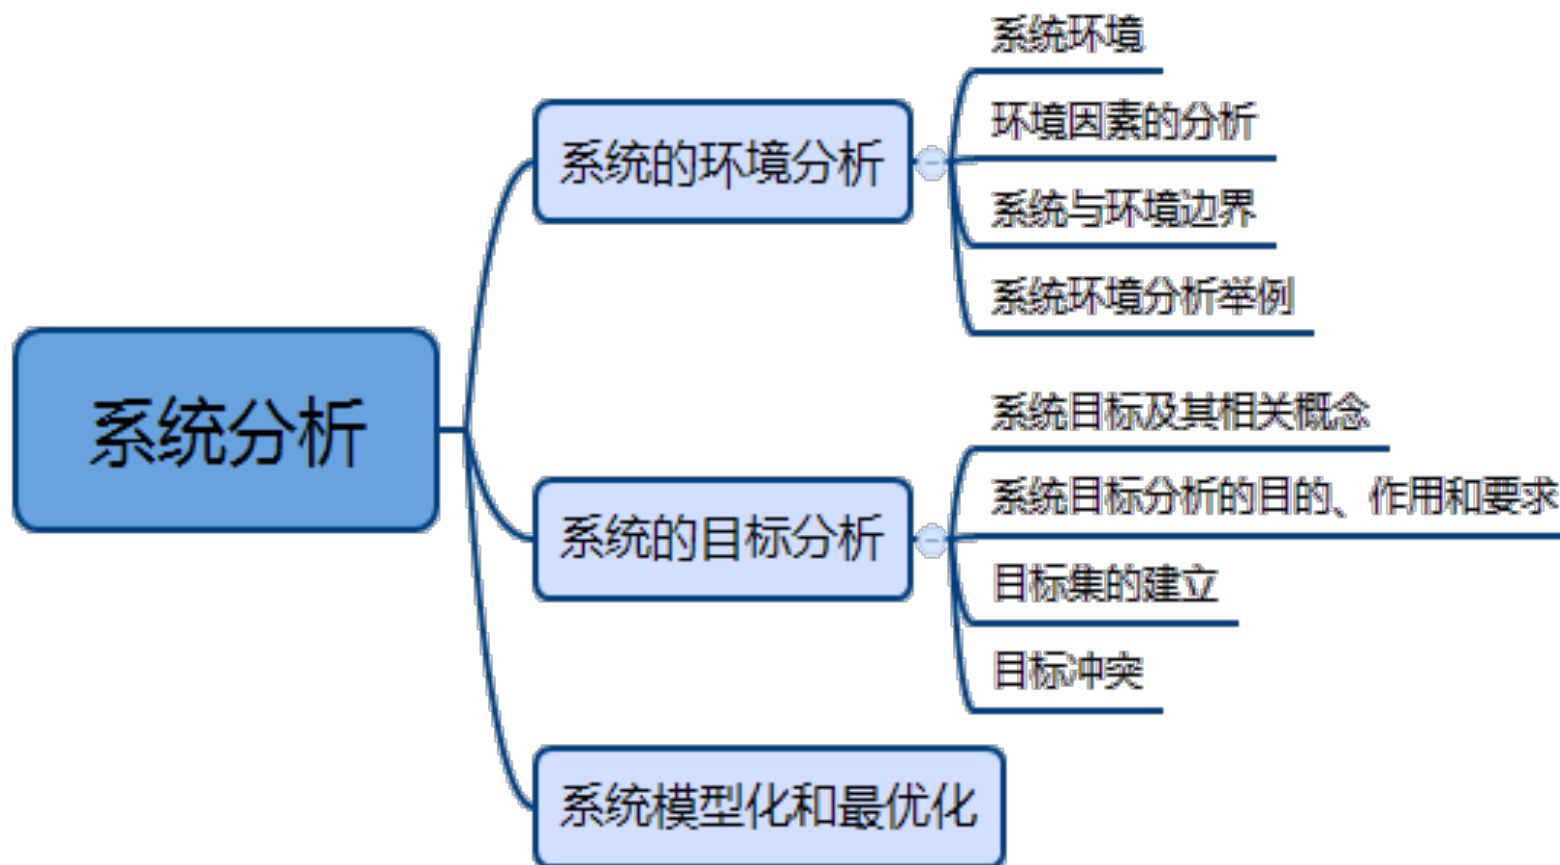 系统分析
系统的环境分析
系统环境
环境因素的分析
系统与环境边界
系统环境分析举例
系统的目标分析
系统目标及其相关概念
系统目标分析的目的、作用和要求
目标集的建立
目标冲突
系统模型化和最优化